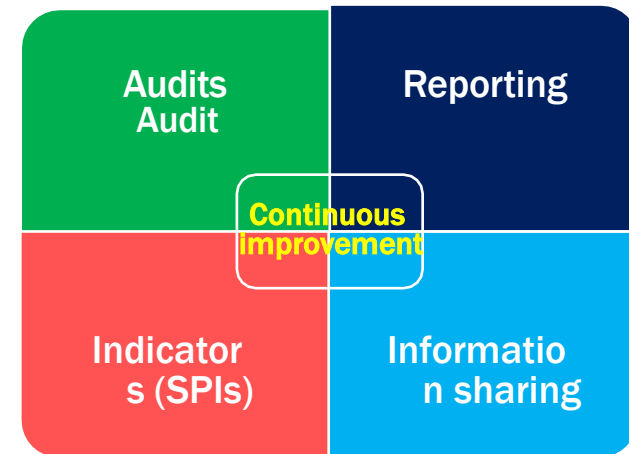 Audits
Audit
Reporting
Continuous
improvement
Indicator
s (SPIs)
Informatio
n sharing